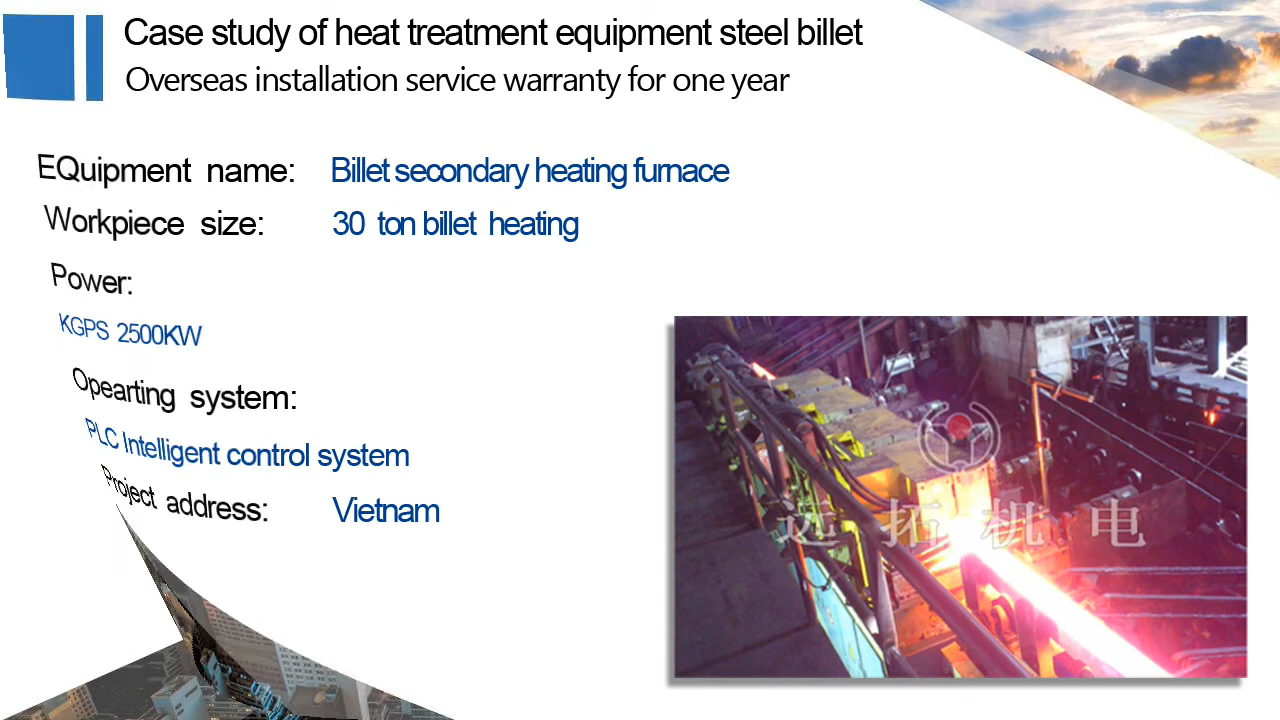 Case study of heat treatment equipment steel billet
Overseas installation service warranty for one year
EQuipment name: Billet secondary heating furnace
Workpiece size: 30 ton billet heating
Power:
KGPS 2500KW
Opearting system:
PLC Intelligent control system
Project address: Vietnam
远拓机电